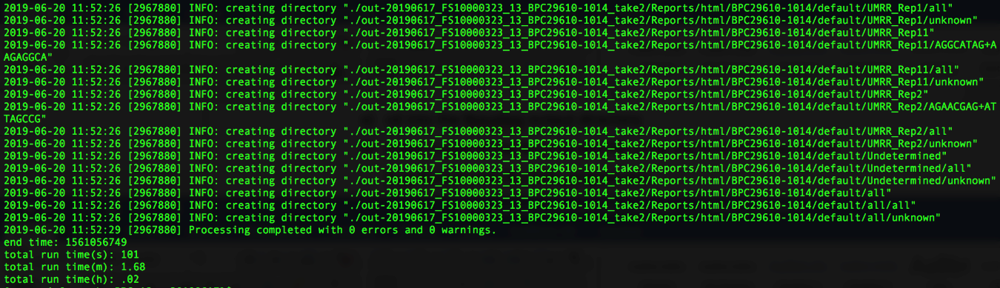 2019-06-20 11:52:26 [2967880] INFO: creating directory "./out-20190617_FS10000323_13_BPC29610-1014_take2/Reports/html/BPC29610-1014/default/UMRR_Rep1/all"
2019-06-20 11:52:26 [2967880] INFO: creating directory "./out-20190617_FS10000323_13_BPC29610-1014_take2/Reports/html/BPC29610-1014/default/UMRR_Rep1/unknown"
2019-06-20 11:52:26 [2967880] INFO: creating directory "./out-20190617_FS10000323_13_BPC29610-1014_take2/Reports/html/BPC29610-1014/default/UMRR_Rep11"
2019-06-20 11:52:26 [2967880] INFO: creating directory "./out-20190617_FS10000323_13_BPC29610-1014_take2/Reports/html/BPC29610-1014/default/UMRR_Rep11/AGGCATAG+A
AGAGGCA"
2019-06-20 11:52:26 [2967880] INFO: creating directory "./out-20190617_FS10000323_13_BPC29610-1014_take2/Reports/html/BPC29610-1014/default/UMRR_Rep11/all"
2019-06-20 11:52:26 [2967880] INFO: creating directory "./out-20190617_FS10000323_13_BPC29610-1014_take2/Reports/html/BPC29610-1014/default/UMRR_Rep11/unknown"
2019-06-20 11:52:26 [2967880] INFO: creating directory "./out-20190617_FS10000323_13_BPC29610-1014_take2/Reports/html/BPC29610-1014/default/UMRR_Rep2"
2019-06-20 11:52:26 [2967880] INFO: creating directory "./out-20190617_FS10000323_13_BPC29610-1014_take2/Reports/html/BPC29610-1014/default/UMRR_Rep2/AGAACGAG+AT
TAGCCG"
2019-06-20 11:52:26 [2967880] INFO: creating directory "./out-20190617_FS10000323_13_BPC29610-1014_take2/Reports/html/BPC29610-1014/default/UMRR_Rep2/all"
2019-06-20 11:52:26 [2967880] INFO: creating directory "./out-20190617_FS10000323_13_BPC29610-1014_take2/Reports/html/BPC29610-1014/default/UMRR_Rep2/unknown"
2019-06-20 11:52:26 [2967880] INFO: creating directory "./out-20190617_FS10000323_13_BPC29610-1014_take2/Reports/html/BPC29610-1014/default/Undetermined"
2019-06-20 11:52:26 [2967880] INFO: creating directory "./out-20190617_FS10000323_13_BPC29610-1014_take2/Reports/html/BPC29610-1014/default/Undetermined/all"
2019-06-20 11:52:26 [2967880] INFO: creating directory "./out-20190617_FS10000323_13_BPC29610-1014_take2/Reports/html/BPC29610-1014/default/Undetermined/unknown"
2019-06-20 11:52:26 [2967880] INFO: creating directory "./out-20190617_FS10000323_13_BPC29610-1014_take2/Reports/html/BPC29610-1014/default/all"
2019-06-20 11:52:26 [2967880] INFO: creating directory "./out-20190617_FS10000323_13_BPC29610-1014_take2/Reports/html/BPC29610-1014/default/all/all"
2019-06-20 11:52:26 [2967880] INFO: creating directory "./out-20190617_FS10000323_13_BPC29610-1014_take2/Reports/html/BPC29610-1014/default/all/unknown"
2019-06-20 11:52:29 [2967880] Processing completed with 0 errors and 0 warnings.
end time: 1561056749
total run time(s): 101
total run time(m): 1.68
total run time(h): .02